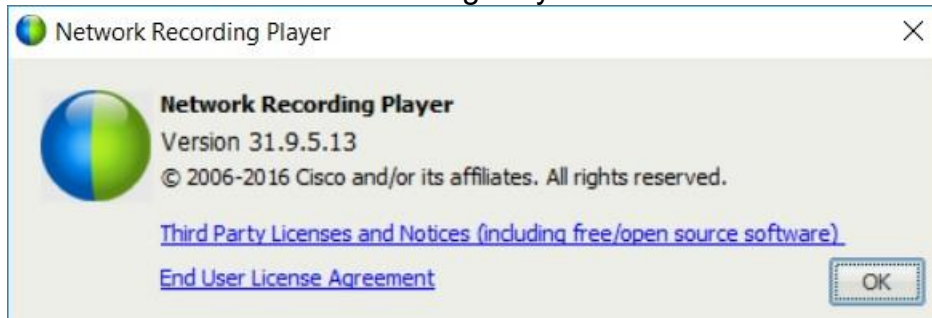 Network Recording Player
Network Recording Player
Version 31.9.5.13
© 2006-2016 Cisco and/or its affiliates. All rights reserved.
Third Party Licenses and Notices (including free/open source software)
End User License Agreement
OK